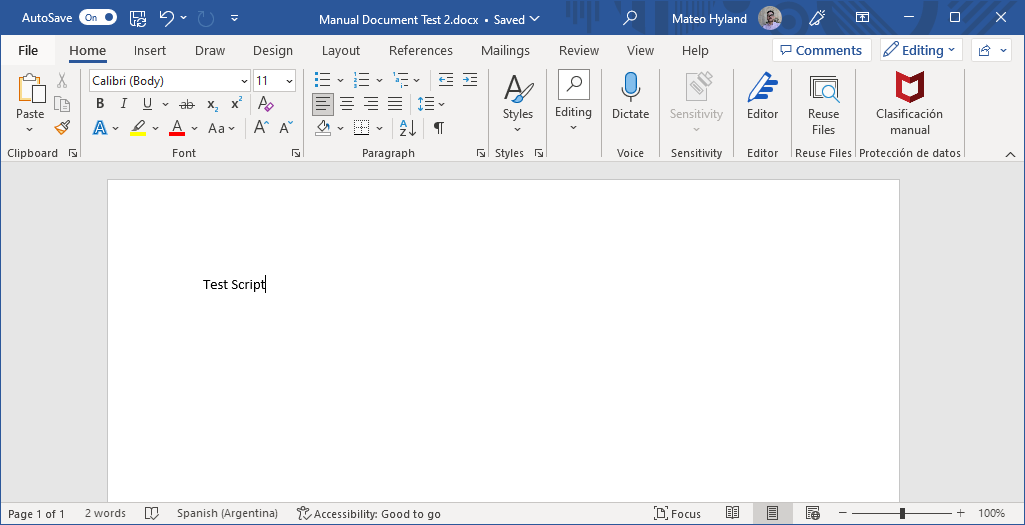 AutoSave On Manual Document Test 2.docx • Saved Mateo Hyland
File Home Insert Draw Design Layout References Mailings Review View Help Comments Editing
Paste
Clipboard
Calibri (Body) 11
B I U ab x₂ x²
A A Aa A A
Font
A Z ¶
Paragraph
Styles
Styles
Editing
Dictate
Voice
Sensitivity
Sensitivity
Editor
Editor
Reuse
Files
Reuse Files
Clasificación
manual
Protección de datos
Test Script
Page 1 of 1 2 words Spanish (Argentina) Accessibility: Good to go Focus 100%